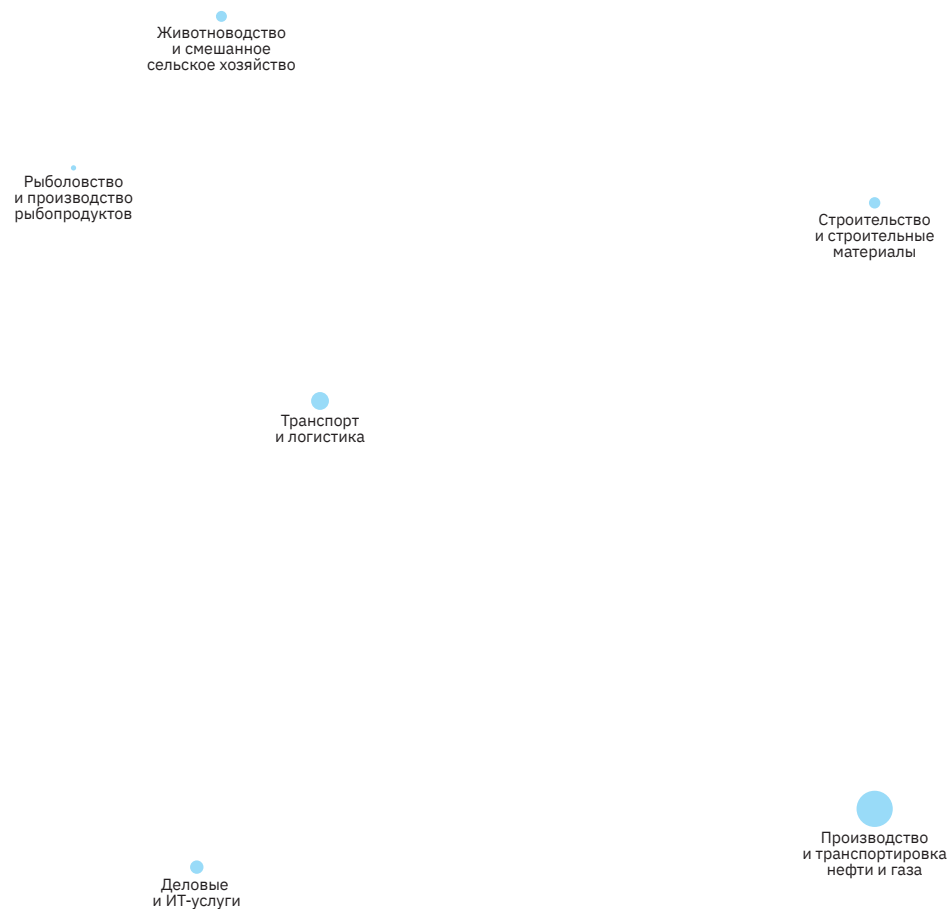 Животноводство
и смешанное
сельское хозяйство
Рыболовство
и производство
рыбопродуктов
Строительство
и строительные
материалы
Транспорт
и логистика
Производство
и транспортировка
нефти и газа
Деловые
и ИТ-услуги